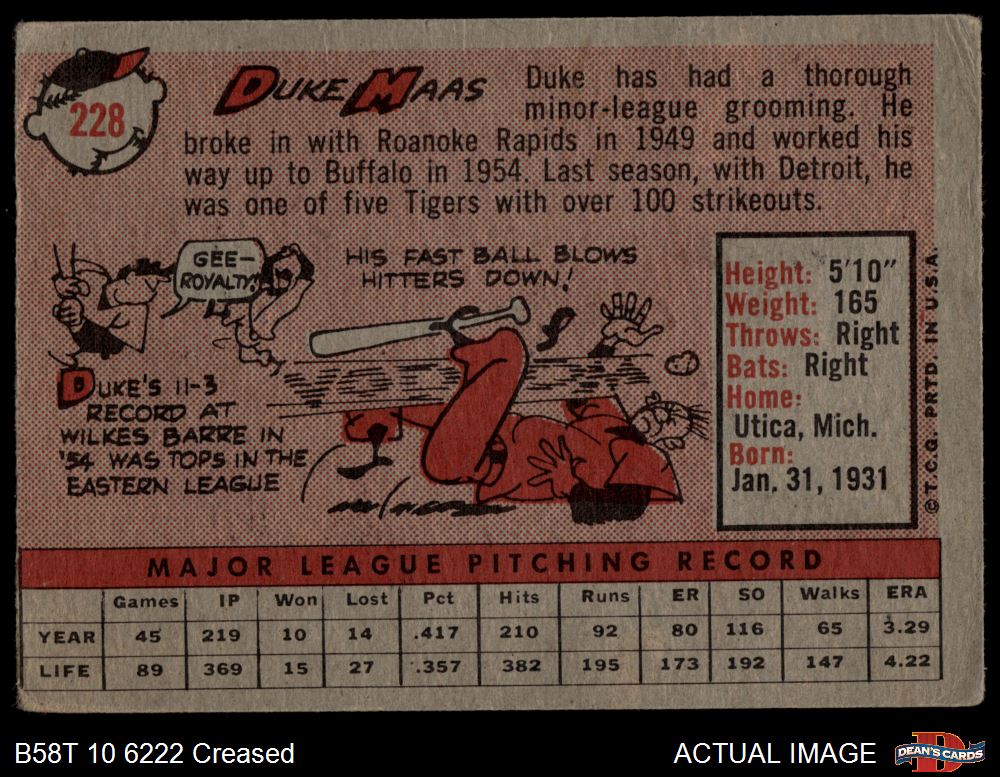 228
DUKE MAAS
Duke has had a thorough
minor-league grooming. He
broke in with Roanoke Rapids in 1949 and worked his
way up to Buffalo in 1954. Last season, with Detroit, he
was one of five Tigers with over 100 strikeouts.
GEE-
ROYALTY!
HIS FAST BALL BLOWS
HITTERS DOWN!
DUKE'S 11-3
RECORD AT
WILKES BARRE IN
'54 WAS TOPS IN THE
EASTERN LEAGUE
Height: 5'10"
Weight: 165
Throws: Right
Bats: Right
Home:
Utica, Mich.
Born:
Jan. 31, 1931
©T.C.G. PRTD. IN U.S.A.
MAJOR LEAGUE PITCHING RECORD
Games IP Won Lost Pct Hits Runs ER SO Walks ERA
YEAR 45 219 10 14 .417 210 92 80 116 65 3.29
LIFE 89 369 15 27 .357 382 195 173 192 147 4.22
B58T 10 6222 Creased
ACTUAL IMAGE
DEAN'S CARDS